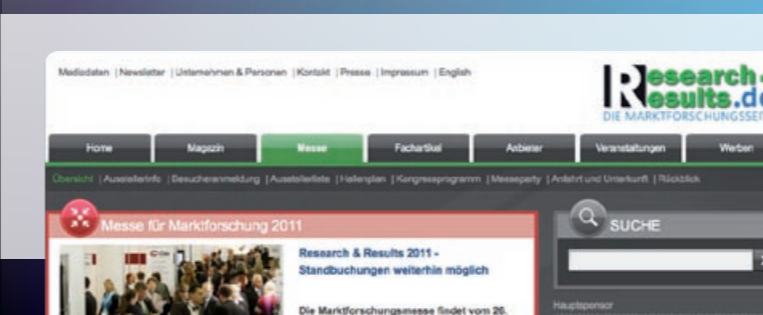 Mediadaten | Newsletter | Unternehmen & Personen | Kontakt | Presse | Impressum | English
Research-
Results.de
DIE MARKTFORSCHUNGSSEI
Home Magazin Messe Fachartikel Anbieter Veranstaltungen Werben
Übersicht | Ausstellerinfo | Besucheranmeldung | Ausstellerliste | Hallenplan | Kongressprogramm | Messeparty | Anfahrt und Unterkunft | Rückblick
Messe für Marktforschung 2011
SUCHE
Research & Results 2011 -
Standbuchungen weiterhin möglich
Die Marktforschungsmesse findet vom 26.
Hauptsponsor